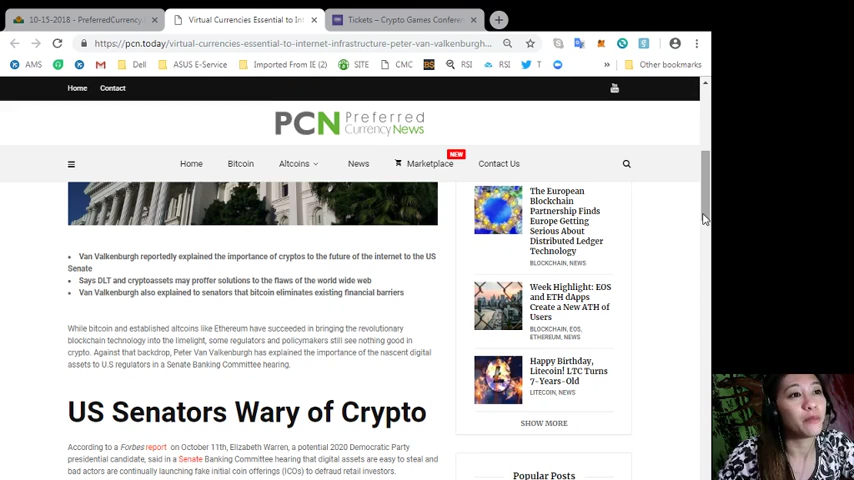 10-15-2018 - PreferredCurrency
Virtual Currencies Essential to Int
Tickets – Crypto Games Confere
https://pcn.today/virtual-currencies-essential-to-internet-infrastructure-peter-van-valkenburgh...
AMS
Dell
ASUS E-Service
Imported From IE (2)
SITE
CMC
RSI
RSI
T
»
Other bookmarks
Home
Contact
PCN Preferred
CurrencyNews
Home
Bitcoin
Altcoins
News
Marketplace
NEW
Contact Us
• Van Valkenburgh reportedly explained the importance of cryptos to the future of the internet to the US
Senate
• Says DLT and cryptoassets may proffer solutions to the flaws of the world wide web
• Van Valkenburgh also explained to senators that bitcoin eliminates existing financial barriers
While bitcoin and established altcoins like Ethereum have succeeded in bringing the revolutionary
blockchain technology into the limelight, some regulators and policymakers still see nothing good in
crypto. Against that backdrop, Peter Van Valkenburgh has explained the importance of the nascent digital
assets to U.S regulators in a Senate Banking Committee hearing.
US Senators Wary of Crypto
According to a Forbes report on October 11th, Elizabeth Warren, a potential 2020 Democratic Party
presidential candidate, said in a Senate Banking Committee hearing that digital assets are easy to steal and
bad actors are continually launching fake initial coin offerings (ICOs) to defraud retail investors.
The European
Blockchain
Partnership Finds
Europe Getting
Serious About
Distributed Ledger
Technology
BLOCKCHAIN, NEWS
Week Highlight: EOS
and ETH dApps
Create a New ATH of
Users
BLOCKCHAIN, EOS,
ETHEREUM, NEWS
Happy Birthday,
Litecoin! LTC Turns
7-Years-Old
LITECOIN, NEWS
SHOW MORE
Popular Posts